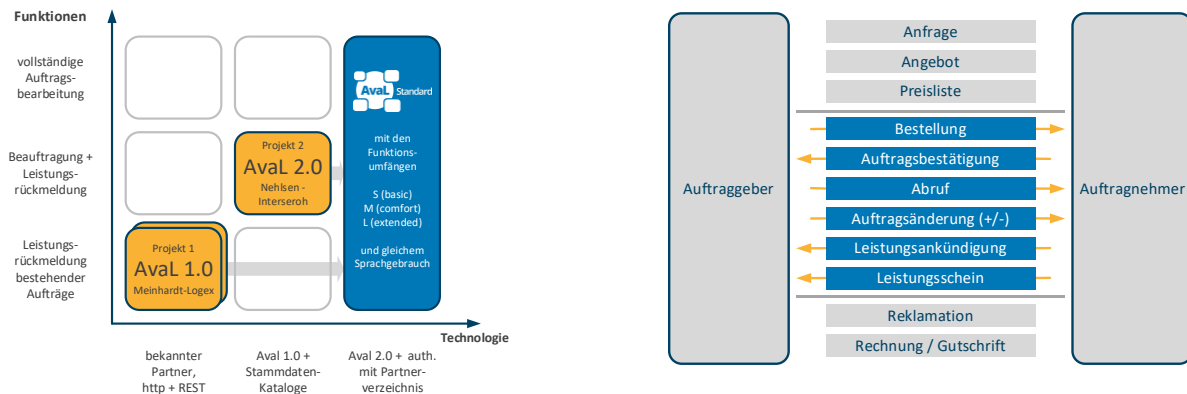 Funktionen
vollständige
Auftrags-
bearbeitung
Beauftragung +
Leistungs-
rückmeldung
Leistungs-
rückmeldung
bestehender
Aufträge
Projekt 2
AvaL 2.0
Nehlsen -
Interseroh
Projekt 1
AvaL 1.0
Meinhardt-Logex
AvaL Standard
mit den
Funktions-
umfängen
S (basic)
M (comfort)
L (extended)
und gleichem
Sprachgebrauch
Technologie
bekannter
Partner,
http + REST
Aval 1.0 +
Stammdaten-
Kataloge
Aval 2.0 + auth.
mit Partner-
verzeichnis
Auftraggeber
Anfrage
Angebot
Preisliste
Bestellung
Auftragsbestätigung
Abruf
Auftragsänderung (+/-)
Leistungsankündigung
Leistungsschein
Reklamation
Rechnung / Gutschrift
Auftragnehmer